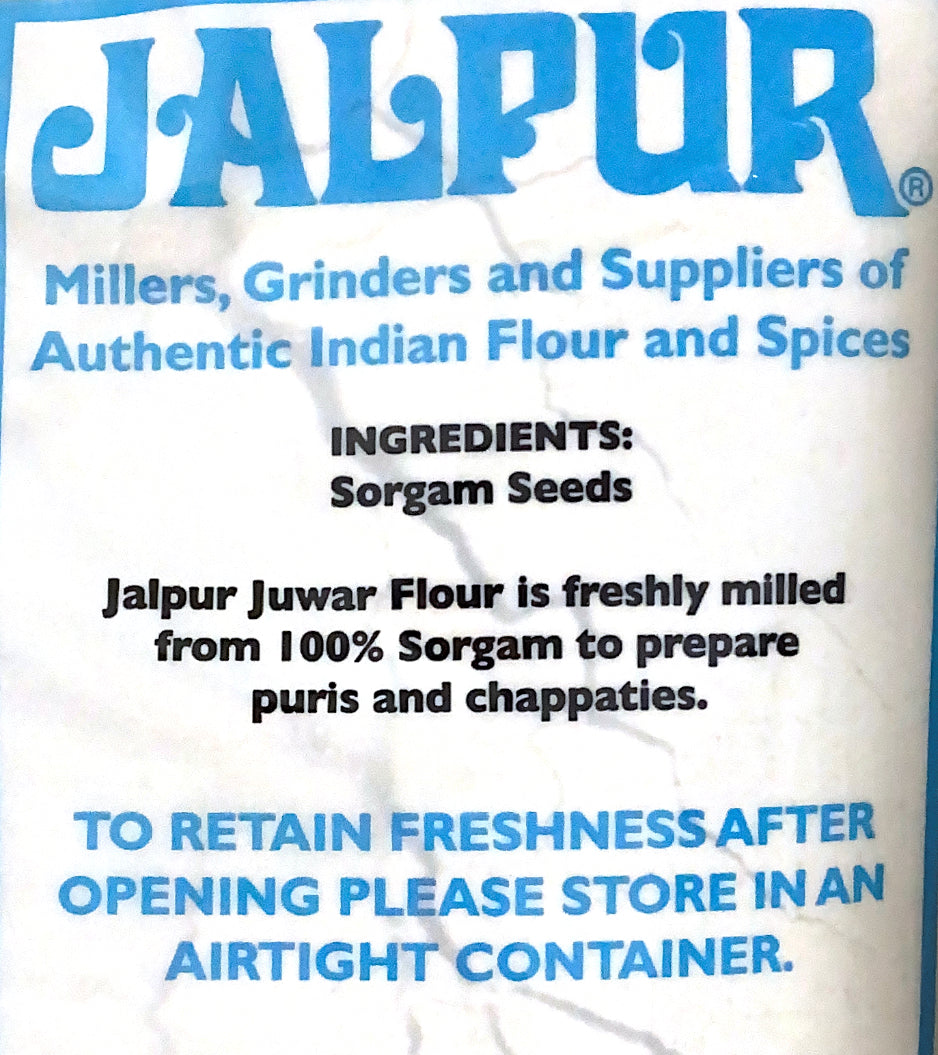 JALPUR®
Millers, Grinders and Suppliers of
Authentic Indian Flour and Spices
INGREDIENTS:
Sorgam Seeds
Jalpur Juwar Flour is freshly milled
from 100% Sorgam to prepare
puris and chappaties.
TO RETAIN FRESHNESS AFTER
OPENING PLEASE STORE IN AN
AIRTIGHT CONTAINER.